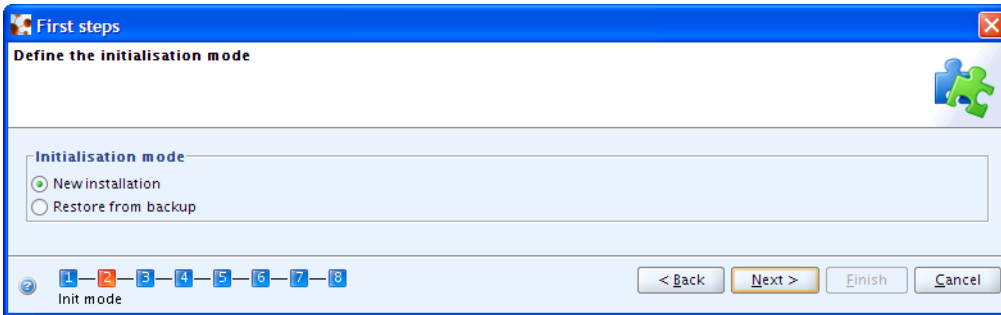 First steps
Define the initialisation mode
Initialisation mode
New installation
Restore from backup
1 2 3 4 5 6 7 8
Init mode
? < Back Next > Finish Cancel